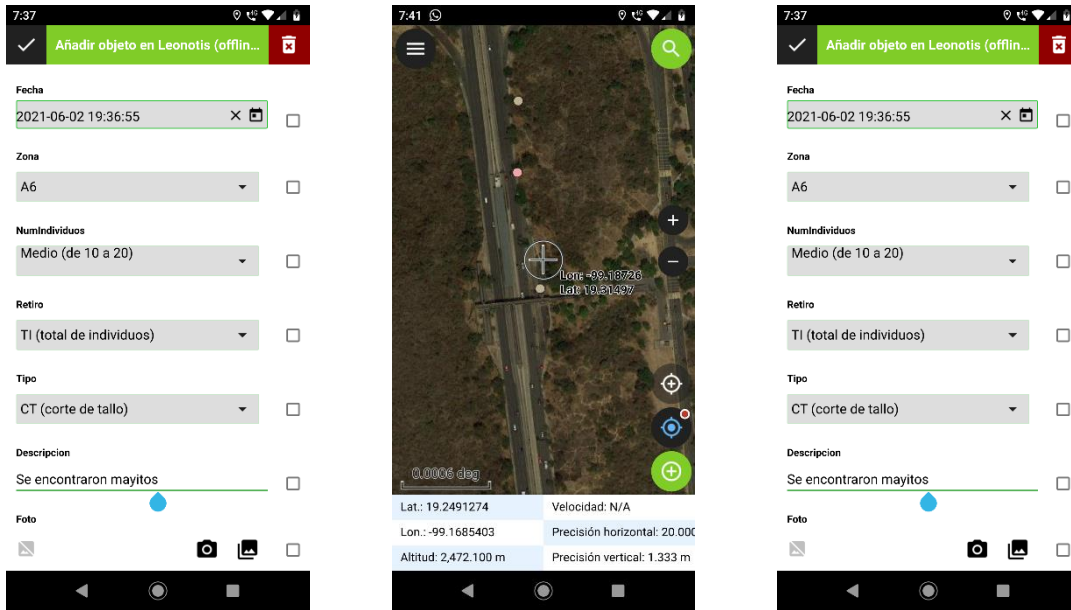 7:37
Añadir objeto en Leonotis (offlin...
Fecha
2021-06-02 19:36:55
Zona
A6
NumIndividuos
Medio (de 10 a 20)
Retiro
TI (total de individuos)
Tipo
CT (corte de tallo)
Descripcion
Se encontraron mayitos
Foto
7:41
Lon: -99.18726
Lat: 19.31497
0.0006 deg
Lat.: 19.2491274
Velocidad: N/A
Lon.: -99.1685403
Precisión horizontal: 20.000
Altitud: 2,472.100 m
Precisión vertical: 1.333 m
7:37
Añadir objeto en Leonotis (offlin...
Fecha
2021-06-02 19:36:55
Zona
A6
NumIndividuos
Medio (de 10 a 20)
Retiro
TI (total de individuos)
Tipo
CT (corte de tallo)
Descripcion
Se encontraron mayitos
Foto